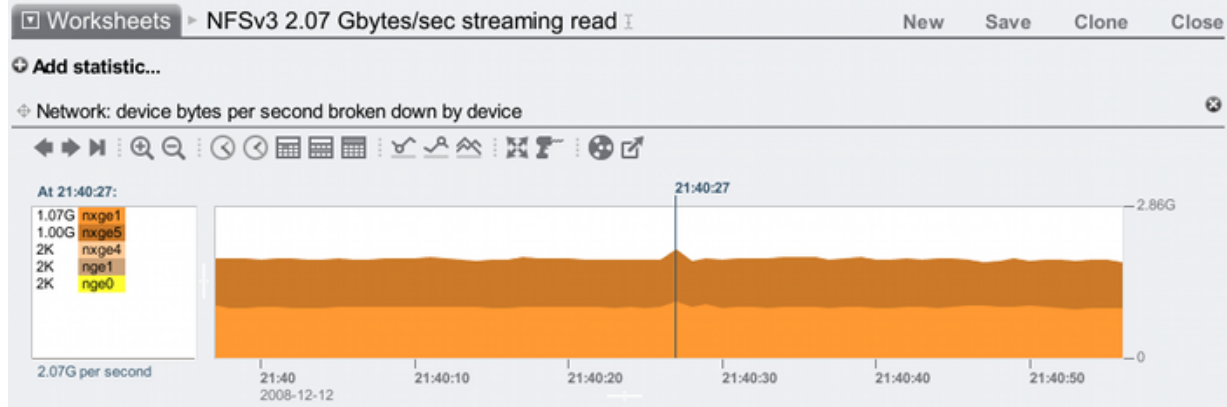 Worksheets NFSv3 2.07 Gbytes/sec streaming read New Save Clone Close
Add statistic...
Network: device bytes per second broken down by device
At 21:40:27:
21:40:27
2.86G
1.07G nxge1
1.00G nxge5
2K nxge4
2K nge1
2K nge0
0
2.07G per second
21:40 21:40:10 21:40:20 21:40:30 21:40:40 21:40:50
2008-12-12